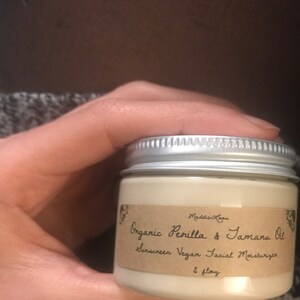 Organic Perilla & Tamanu Oil
Sunscreen Vegan Facial Moisturizer
2 floz